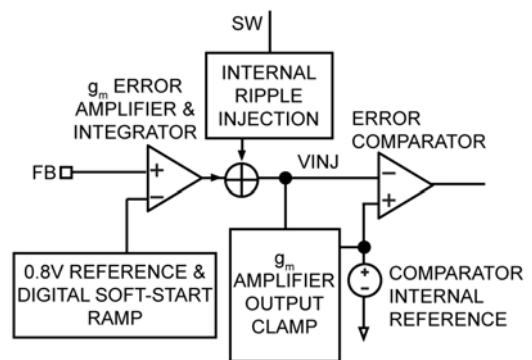 SW
INTERNAL
RIPPLE
INJECTION
gm ERROR
AMPLIFIER &
INTEGRATOR
ERROR
COMPARATOR
FB
+
−
VINJ
−
+
0.8V REFERENCE &
DIGITAL SOFT-START
RAMP
gm
AMPLIFIER
OUTPUT
CLAMP
+
−
COMPARATOR
INTERNAL
REFERENCE